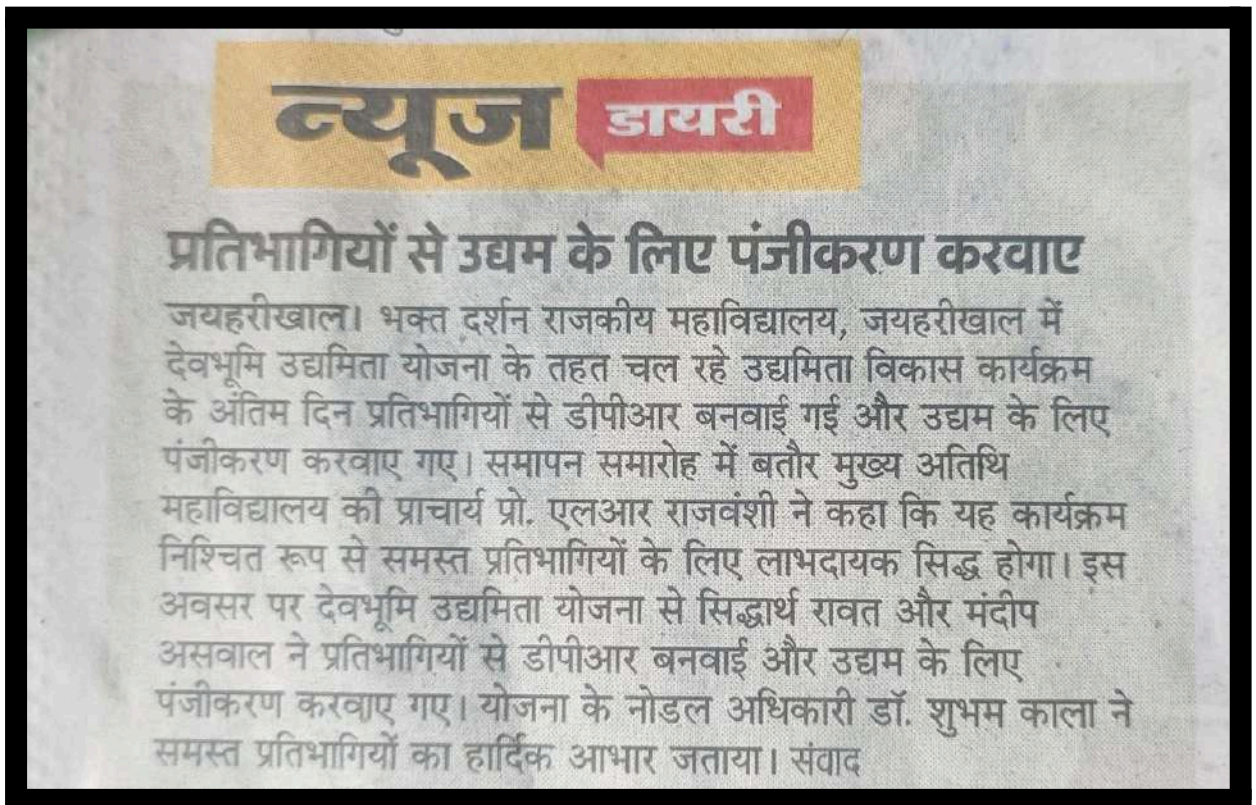 न्यूज डायरी
प्रतिभागियों से उद्यम के लिए पंजीकरण करवाए
जयहरीखाल। भक्त दर्शन राजकीय महाविद्यालय, जयहरीखाल में
देवभूमि उद्यमिता योजना के तहत चल रहे उद्यमिता विकास कार्यक्रम
के अंतिम दिन प्रतिभागियों से डीपीआर बनवाई गई और उद्यम के लिए
पंजीकरण करवाए गए। समापन समारोह में बतौर मुख्य अतिथि
महाविद्यालय की प्राचार्य प्रो. एलआर राजवंशी ने कहा कि यह कार्यक्रम
निश्चित रूप से समस्त प्रतिभागियों के लिए लाभदायक सिद्ध होगा। इस
अवसर पर देवभूमि उद्यमिता योजना से सिद्धार्थ रावत और मंदीप
असवाल ने प्रतिभागियों से डीपीआर बनवाई और उद्यम के लिए
पंजीकरण करवाए गए। योजना के नोडल अधिकारी डॉ. शुभम काला ने
समस्त प्रतिभागियों का हार्दिक आभार जताया। संवाद